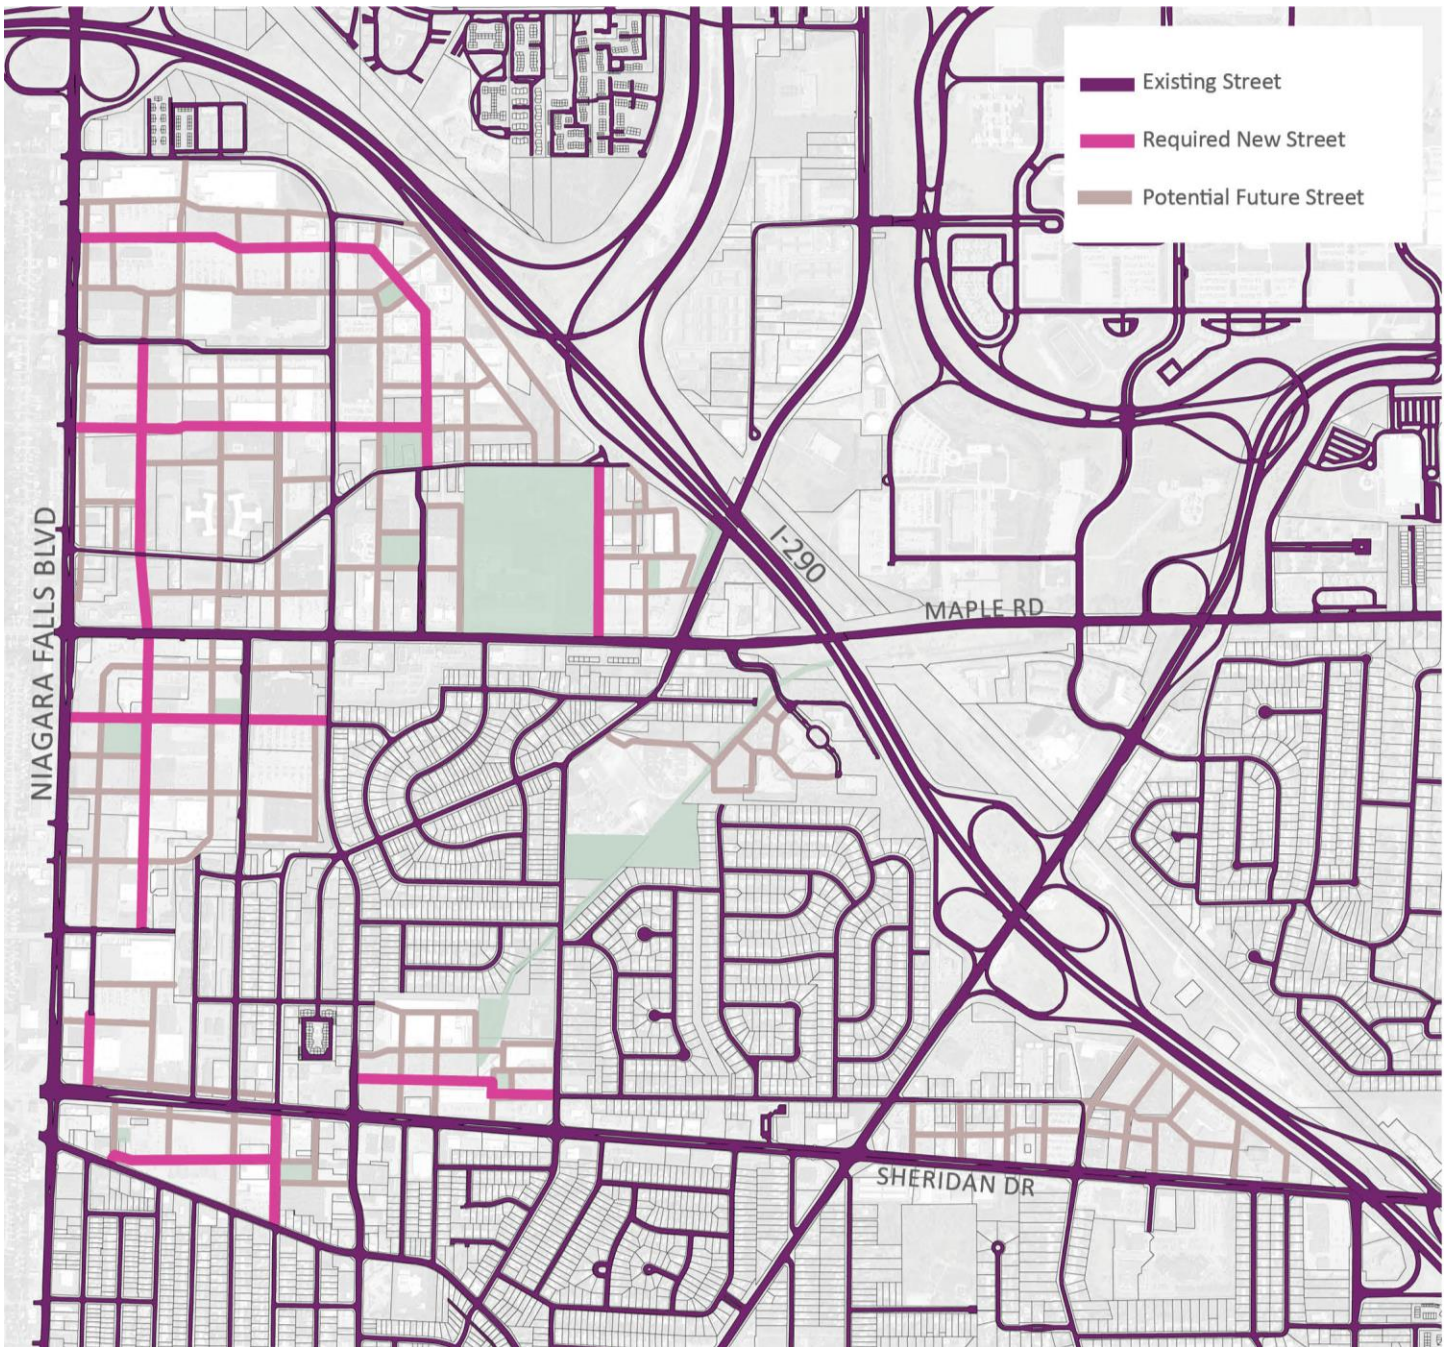 Existing Street
Required New Street
Potential Future Street
I-290
MAPLE RD
NIAGARA FALLS BLVD
SHERIDAN DR